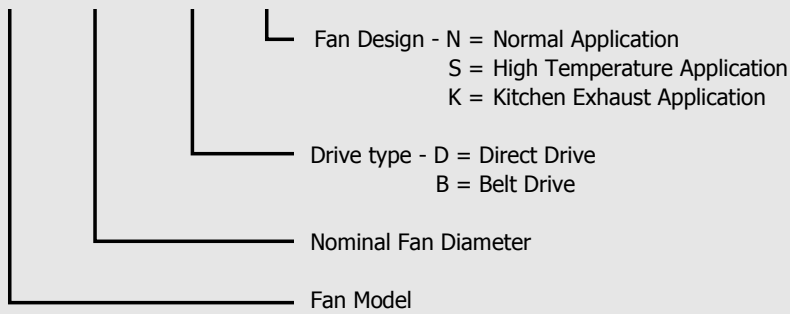 Fan Design - N = Normal Application
S = High Temperature Application
K = Kitchen Exhaust Application
Drive type - D = Direct Drive
B = Belt Drive
Nominal Fan Diameter
Fan Model